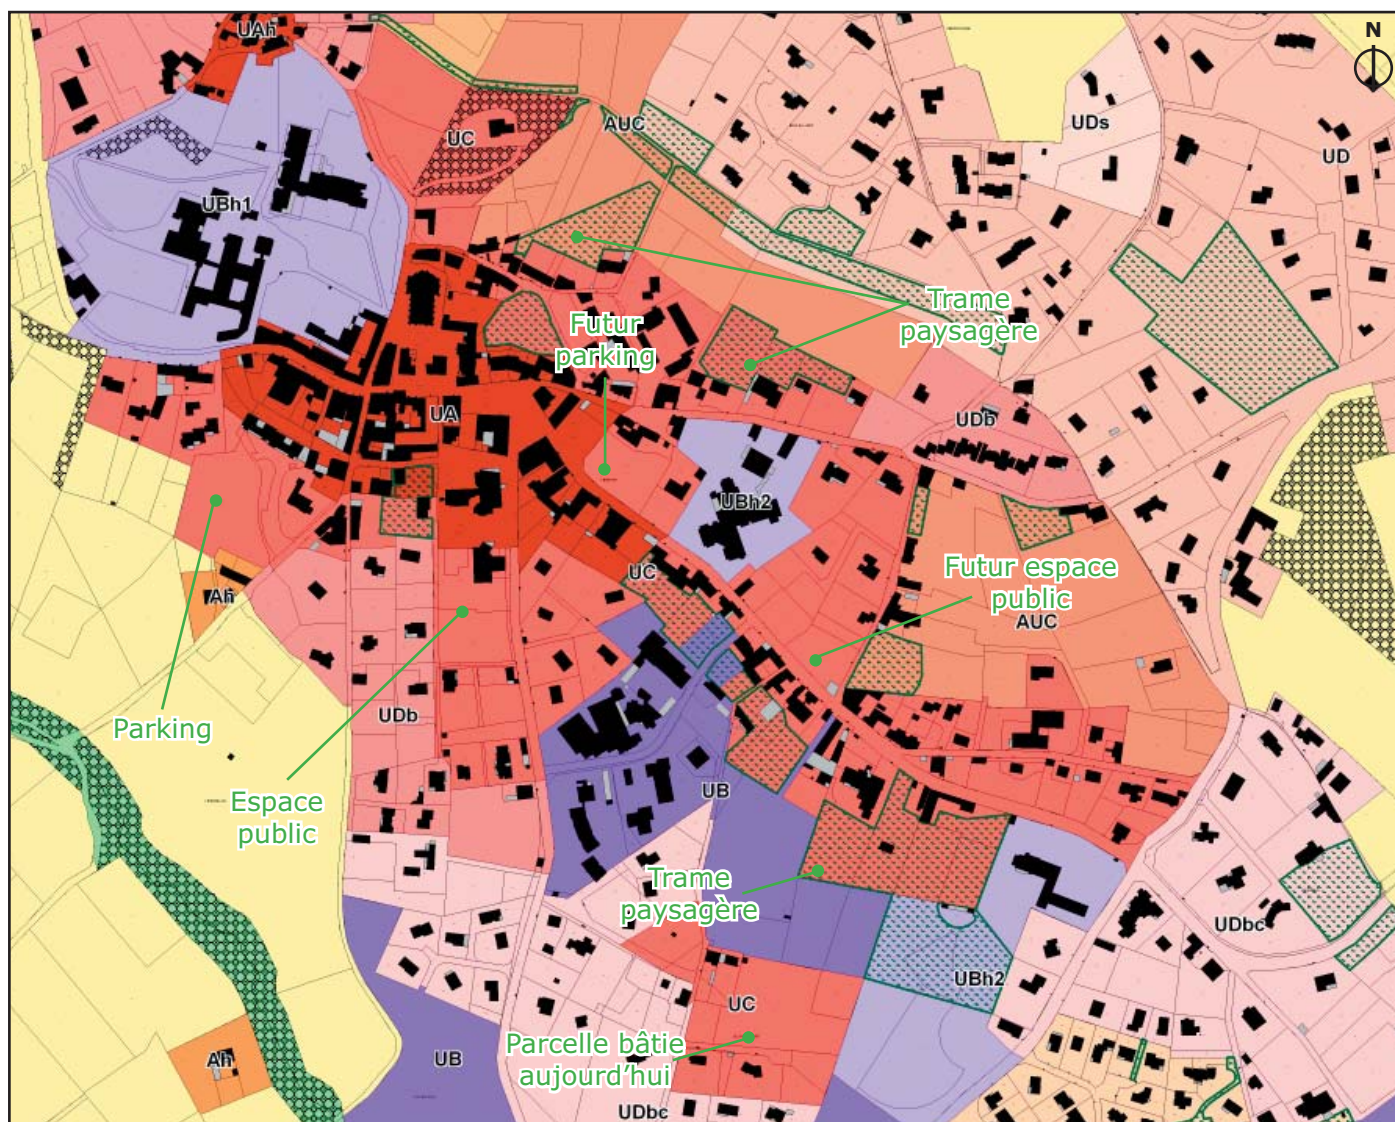 N
UAh
UC
AUC
UDs
UD
UBh1
Trame
paysagère
Futur
parking
UA
UDb
UBh2
UC
Futur espace
public
AUC
Ah
Parking
UDb
Espace
public
UB
Trame
paysagère
UDbc
UBh2
UC
Parcelle bâtie
aujourd'hui
Ah
UB
UDbc